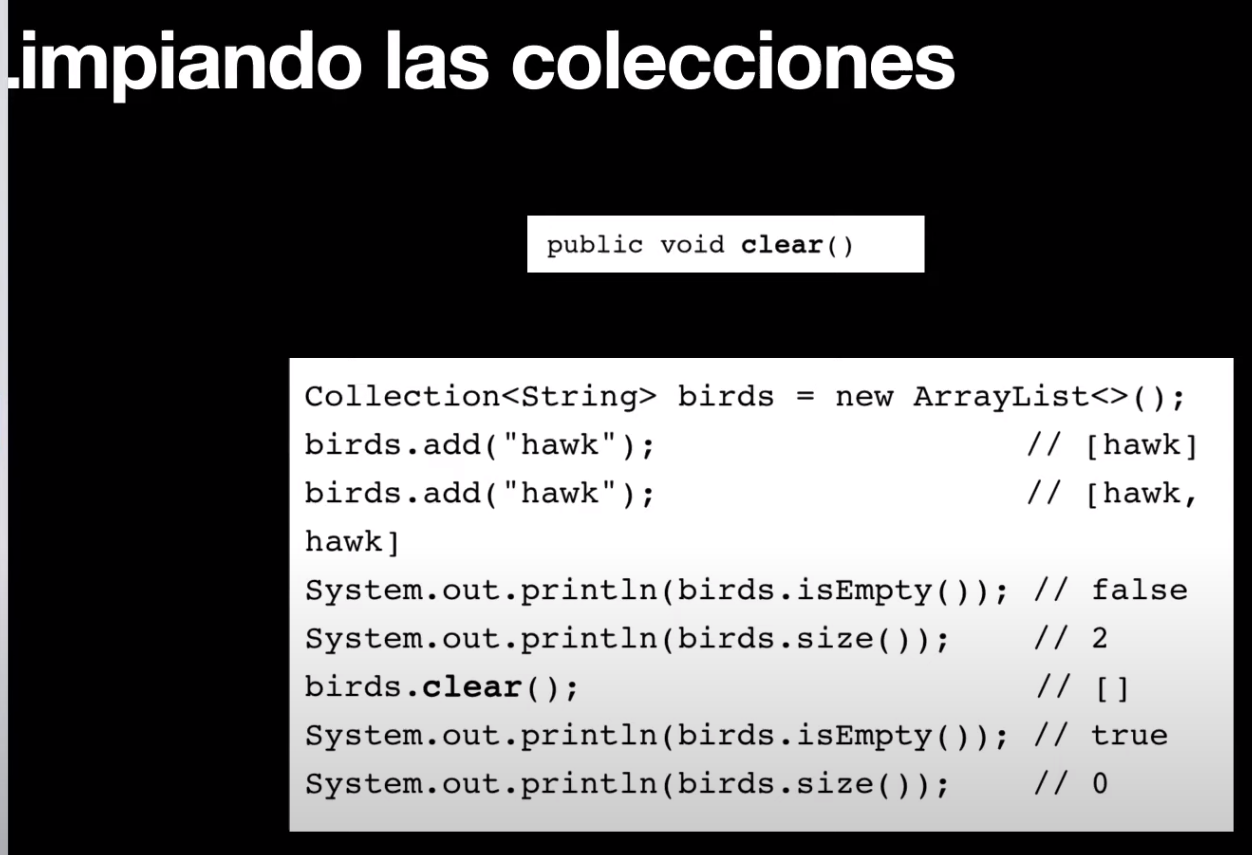 .impiando las colecciones
public void clear()
Collection<String> birds = new ArrayList<>();
birds.add("hawk"); // [hawk]
birds.add("hawk"); // [hawk,
hawk]
System.out.println(birds.isEmpty()); // false
System.out.println(birds.size()); // 2
birds.clear(); // []
System.out.println(birds.isEmpty()); // true
System.out.println(birds.size()); // 0